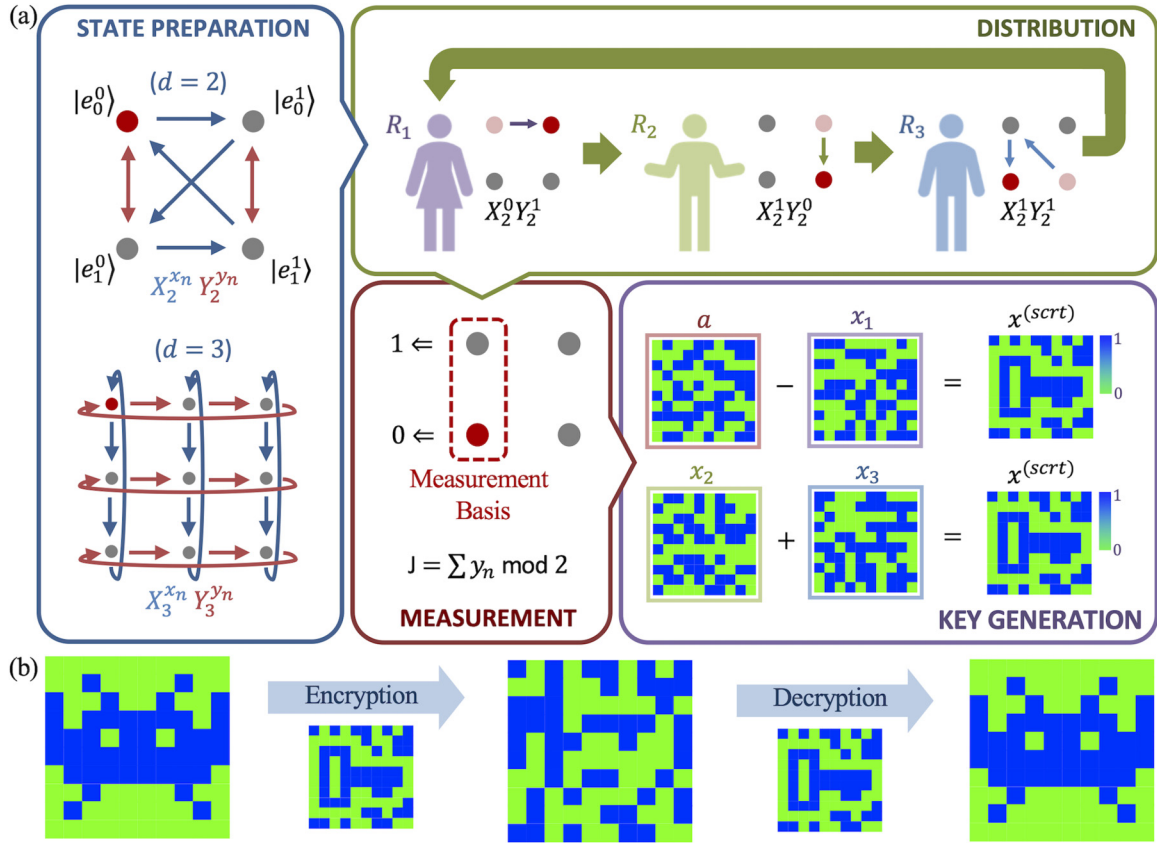 (a)
STATE PREPARATION
(d = 2)
|e₀⁰⟩ |e₀¹⟩
|e₁⁰⟩ |e₁¹⟩
X₂^{xₙ} Y₂^{yₙ}
(d = 3)
X₃^{xₙ} Y₃^{yₙ}
DISTRIBUTION
R₁ R₂ R₃
X₂⁰Y₂¹ X₂¹Y₂⁰ X₂¹Y₂¹
1 ⇐
0 ⇐
Measurement
Basis
J = ∑ yₙ mod 2
MEASUREMENT
a x₁ x^{(scrt)}
− = 1
0
x₂ x₃ x^{(scrt)}
+ = 1
0
KEY GENERATION
(b)
Encryption Decryption